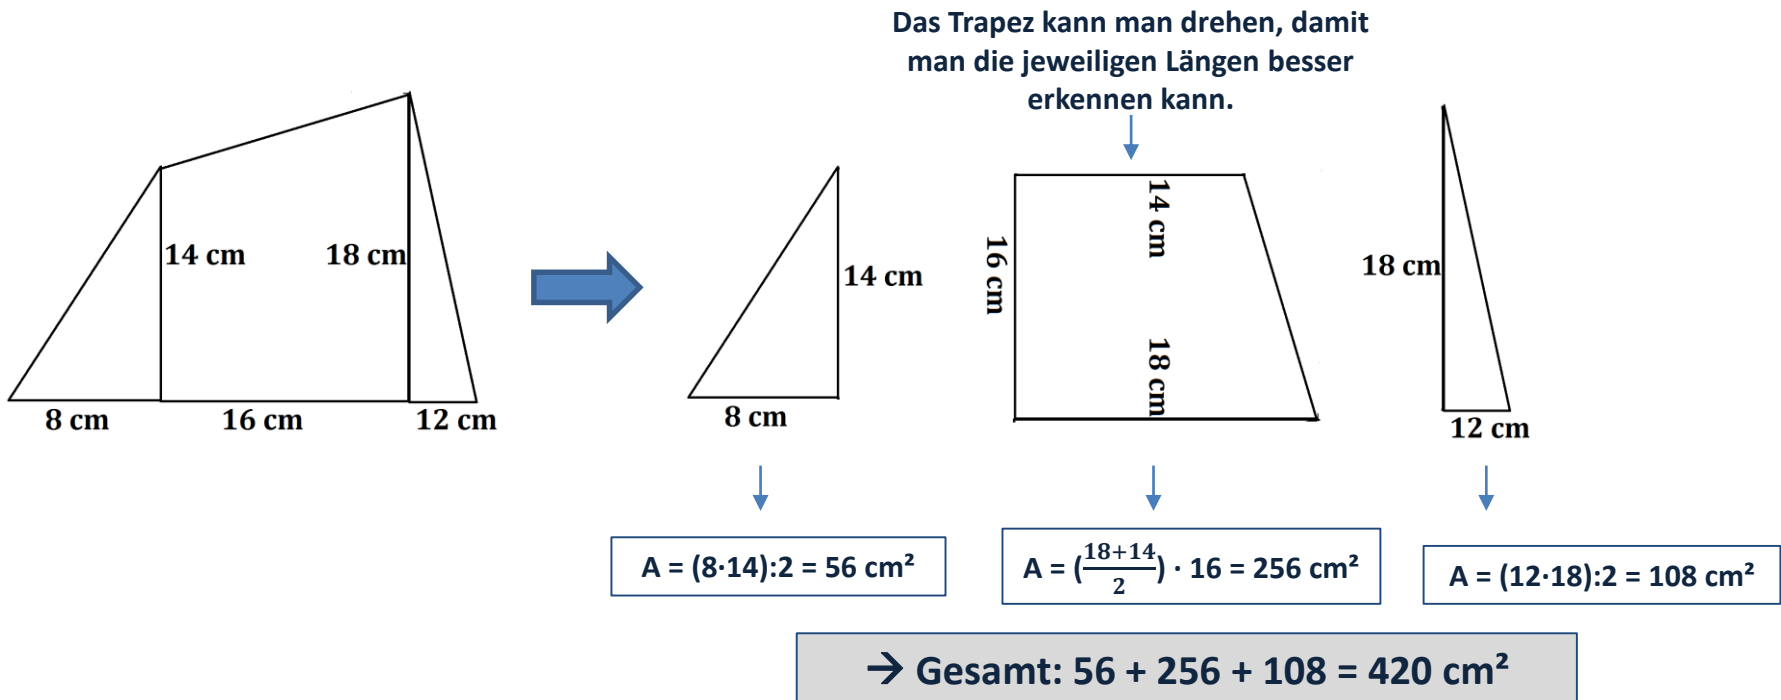 Das Trapez kann man drehen, damit
man die jeweiligen Längen besser
erkennen kann.
14 cm
18 cm
8 cm
16 cm
12 cm
14 cm
8 cm
16 cm
14 cm
18 cm
18 cm
12 cm
A = (8·14):2 = 56 cm²
A = (\frac{18+14}{2}) · 16 = 256 cm²
A = (12·18):2 = 108 cm²
→ Gesamt: 56 + 256 + 108 = 420 cm²